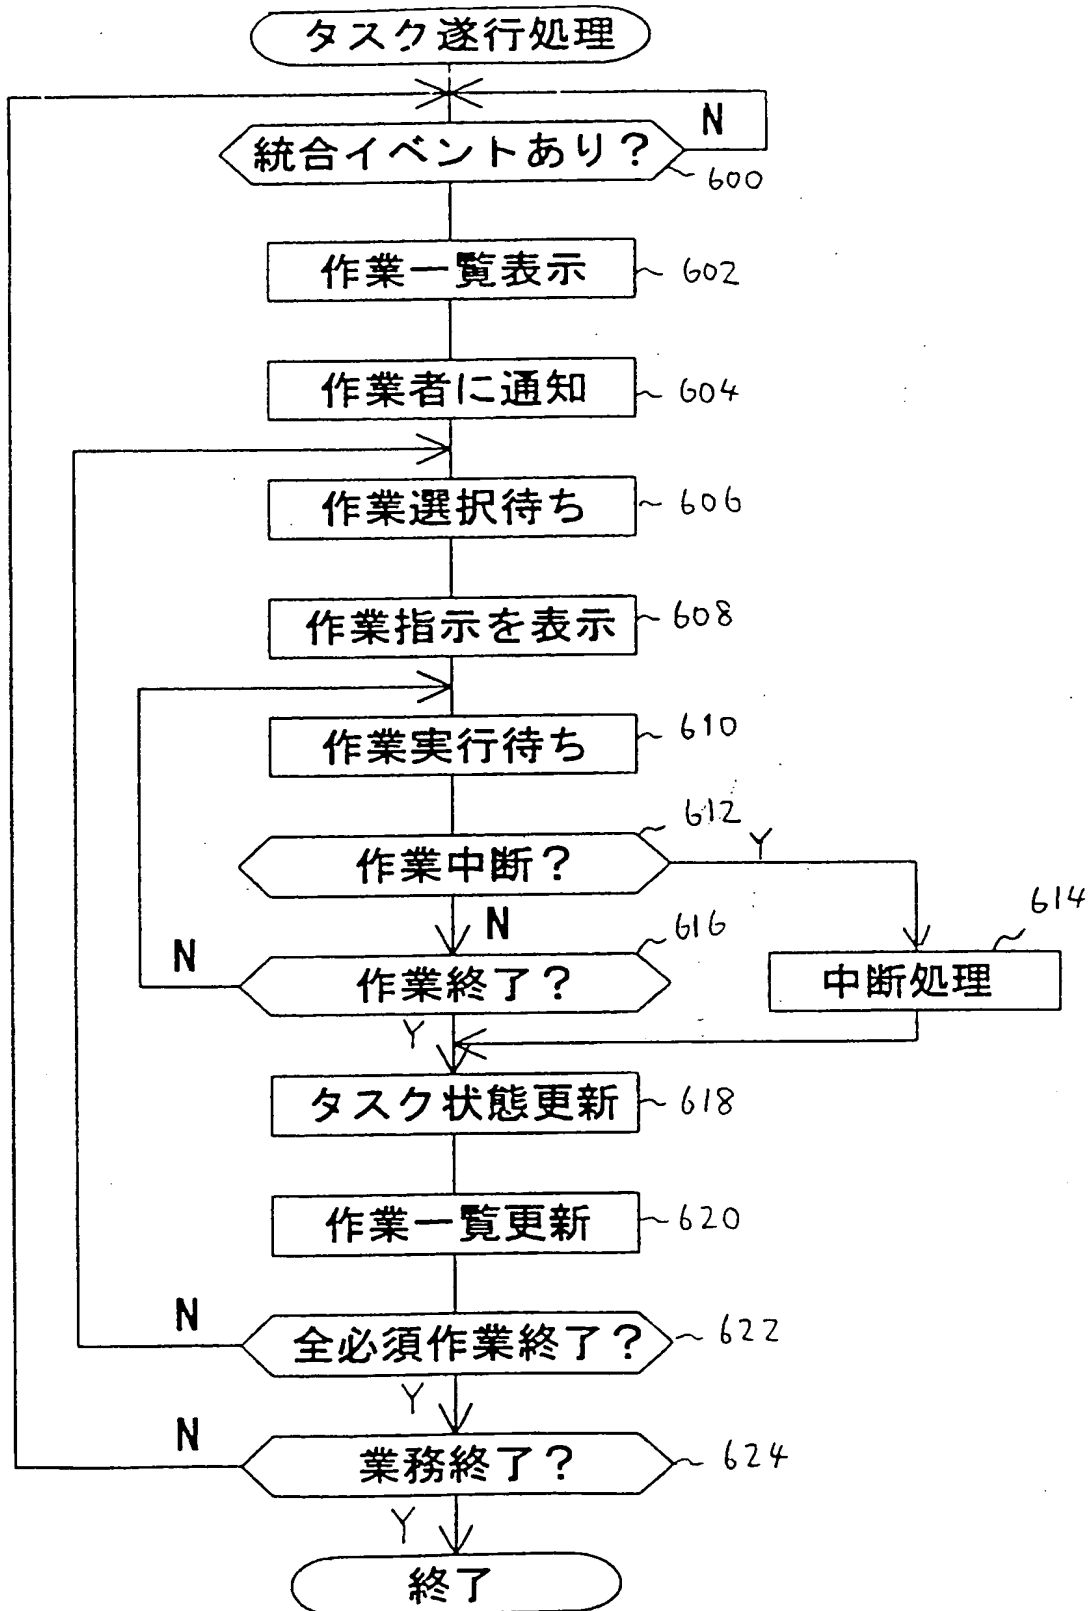 タスク遂行処理
N
統合イベントあり?
600
作業一覧表示
602
作業者に通知
604
作業選択待ち
606
作業指示を表示
608
作業実行待ち
610
612
作業中断?
Y
N
616
614
N
作業終了?
中断処理
Y
タスク状態更新
618
作業一覧更新
620
N
全必須作業終了?
622
Y
N
業務終了?
624
Y
終了